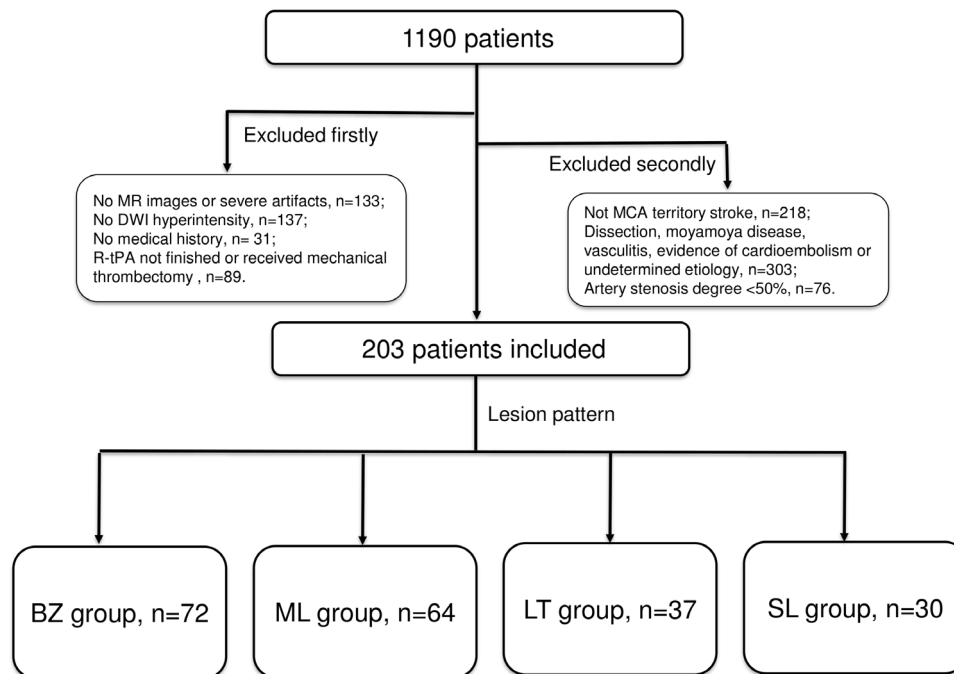 1190 patients
Excluded firstly
Excluded secondly
No MR images or severe artifacts, n=133;
No DWI hyperintensity, n=137;
No medical history, n= 31;
R-tPA not finished or received mechanical
thrombectomy , n=89.
Not MCA territory stroke, n=218;
Dissection, moyamoya disease,
vasculitis, evidence of cardioembolism or
undetermined etiology, n=303;
Artery stenosis degree <50%, n=76.
203 patients included
Lesion pattern
BZ group, n=72
ML group, n=64
LT group, n=37
SL group, n=30